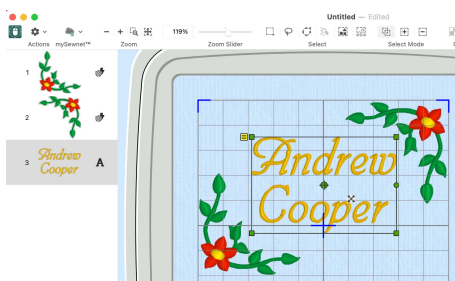 Untitled — Edited
119%
Actions mySewnet™ Zoom Zoom Slider Select Select Mode
1
2
3 Andrew
Cooper A
Andrew
Cooper